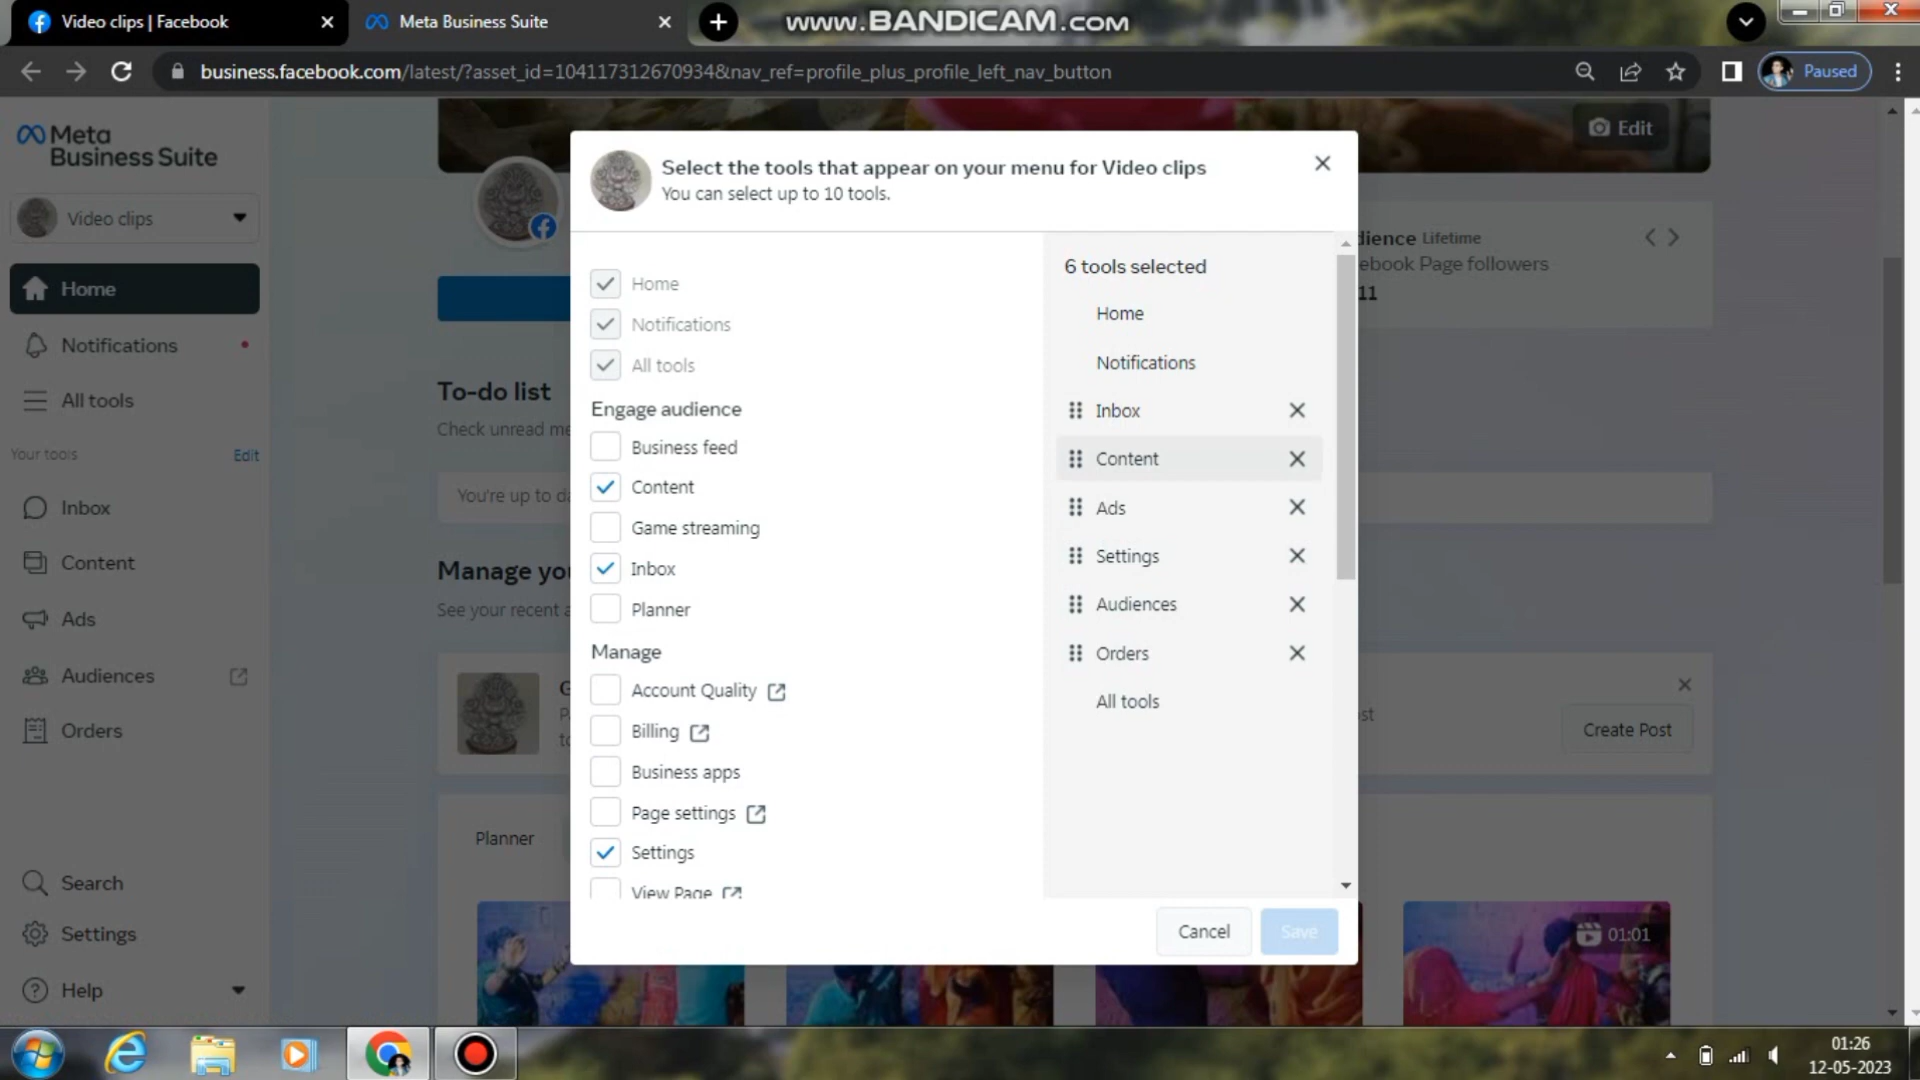 Video clips | Facebook
Meta Business Suite
www.BANDICAM.com
business.facebook.com/latest/?asset_id=104117312670934&nav_ref=profile_plus_profile_left_nav_button
Paused
Meta
Business Suite
Video clips
Home
Notifications
All tools
Your tools
Edit
Inbox
Content
Ads
Audiences
Orders
Search
Settings
Help
Edit
dience Lifetime
ebook Page followers
11
To-do list
Check unread me
You're up to d
Manage yo
See your recent a
G
P
to
st
Create Post
Planner
01:01
Select the tools that appear on your menu for Video clips
You can select up to 10 tools.
Home
Notifications
All tools
Engage audience
Business feed
Content
Game streaming
Inbox
Planner
Manage
Account Quality
Billing
Business apps
Page settings
Settings
View Page
6 tools selected
Home
Notifications
Inbox
Content
Ads
Settings
Audiences
Orders
All tools
Cancel
Save
01:26
12-05-2023